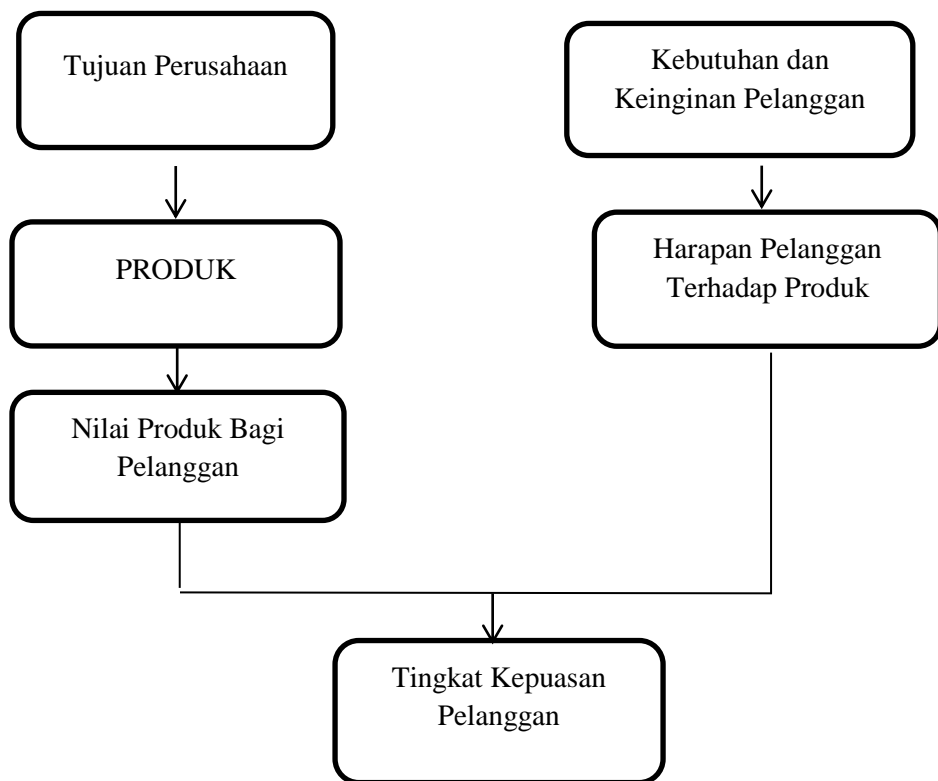 Tujuan Perusahaan
Kebutuhan dan
Keinginan Pelanggan
PRODUK
Harapan Pelanggan
Terhadap Produk
Nilai Produk Bagi
Pelanggan
Tingkat Kepuasan
Pelanggan